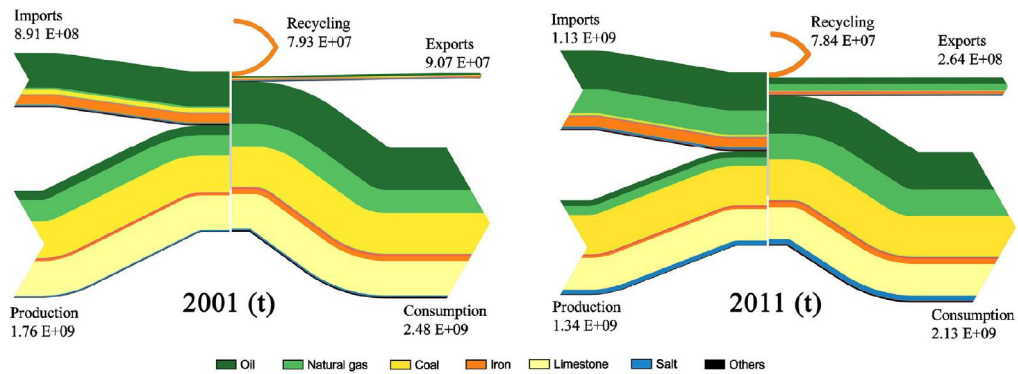 Imports
8.91 E+08
Recycling
7.93 E+07
Exports
9.07 E+07
Production
1.76 E+09
2001 (t)
Consumption
2.48 E+09
Imports
1.13 E+09
Recycling
7.84 E+07
Exports
2.64 E+08
Production
1.34 E+09
2011 (t)
Consumption
2.13 E+09
Oil Natural gas Coal Iron Limestone Salt Others